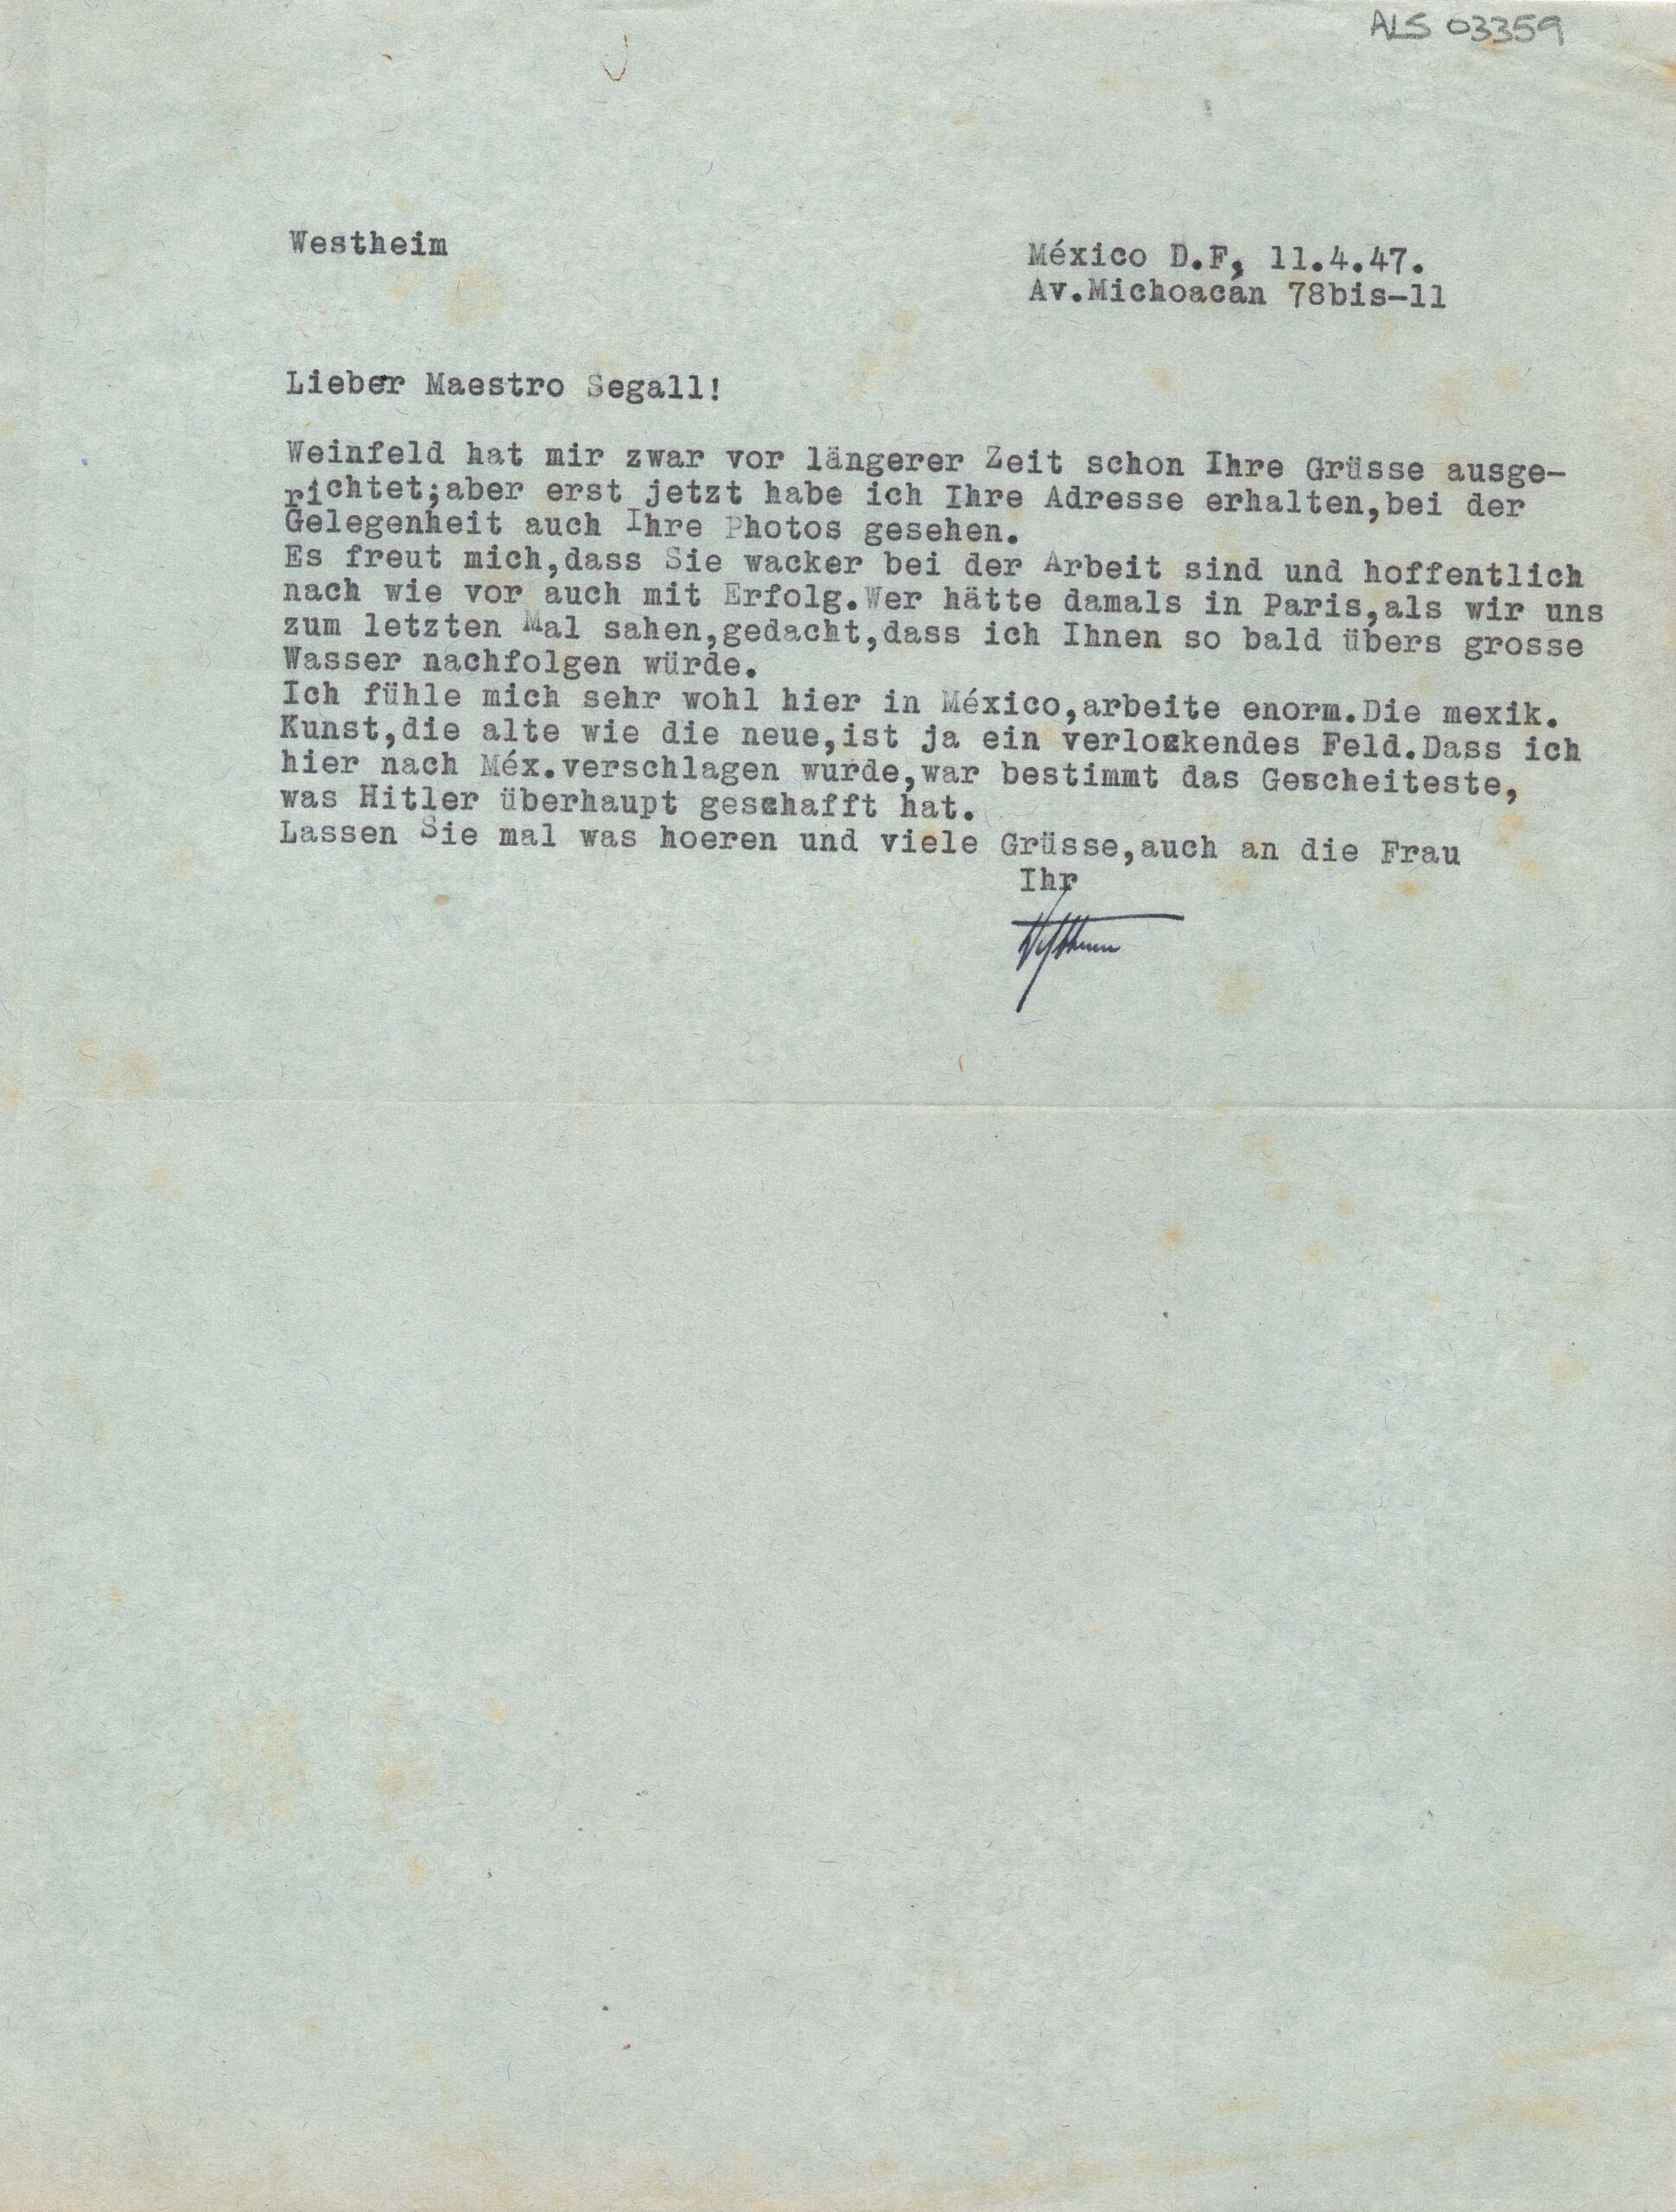 ALS 03359
Westheim
México D.F, 11.4.47.
Av.Michoacán 78bis-11
Lieber Maestro Segall!
Weinfeld hat mir zwar vor längerer Zeit schon Ihre Grüsse ausge-
richtet;aber erst jetzt habe ich Ihre Adresse erhalten,bei der
Gelegenheit auch Ihre Photos gesehen.
Es freut mich,dass Sie wacker bei der Arbeit sind und hoffentlich
nach wie vor auch mit Erfolg.Wer hätte damals in Paris,als wir uns
zum letzten Mal sahen,gedacht,dass ich Ihnen so bald übers grosse
Wasser nachfolgen würde.
Ich fühle mich sehr wohl hier in México,arbeite enorm.Die mexik.
Kunst,die alte wie die neue,ist ja ein verlockendes Feld.Dass ich
hier nach Méx.verschlagen wurde,war bestimmt das Gescheiteste,
was Hitler überhaupt geschafft hat.
Lassen Sie mal was hoeren und viele Grüsse,auch an die Frau
Ihr
Westheim